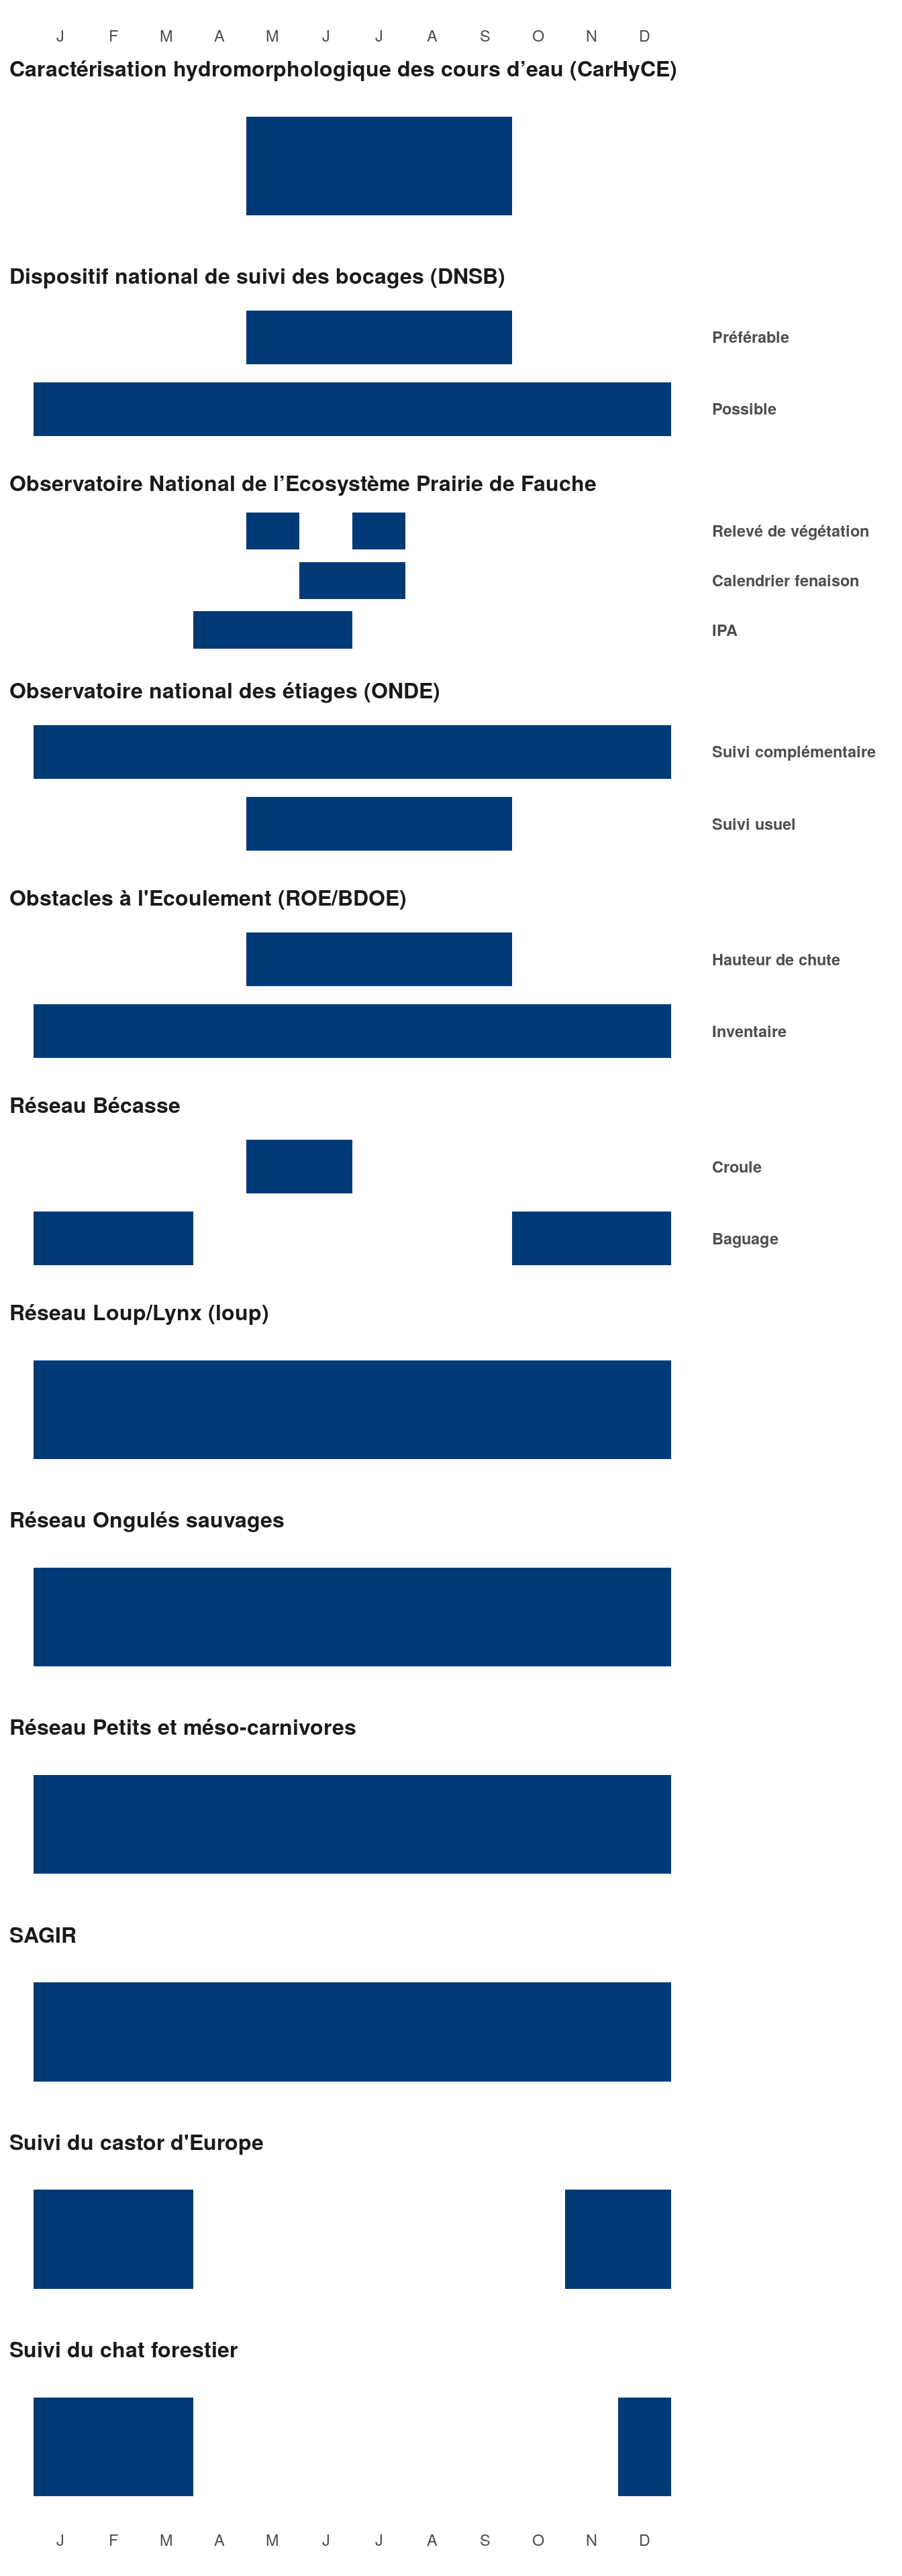 J F M A M J J A S O N D
Caractérisation hydromorphologique des cours d’eau (CarHyCE)
Dispositif national de suivi des bocages (DNSB)
Préférable
Possible
Observatoire National de l’Ecosystème Prairie de Fauche
Relevé de végétation
Calendrier fenaison
IPA
Observatoire national des étiages (ONDE)
Suivi complémentaire
Suivi usuel
Obstacles à l'Ecoulement (ROE/BDOE)
Hauteur de chute
Inventaire
Réseau Bécasse
Croule
Baguage
Réseau Loup/Lynx (loup)
Réseau Ongulés sauvages
Réseau Petits et méso-carnivores
SAGIR
Suivi du castor d'Europe
Suivi du chat forestier
J F M A M J J A S O N D